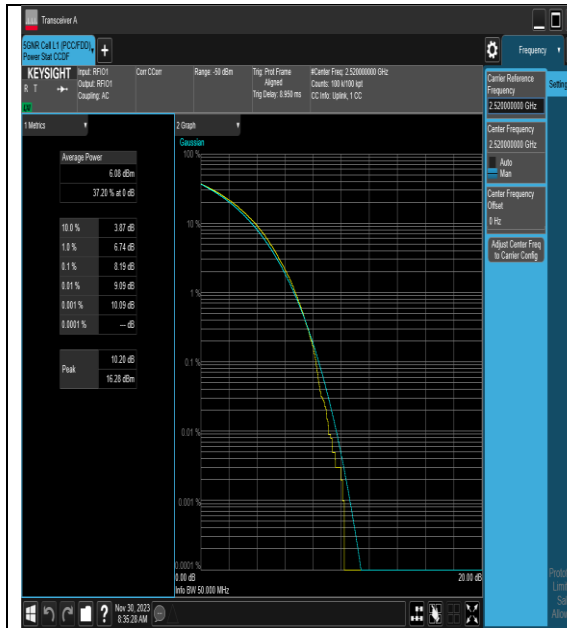 Transceiver A
5GNR Cell L1 (PCC/FDD)
Power Stat CCDF
Frequency
KEYSIGHT
R T
Input: RFIO1
Output: RFIO1
Coupling: AC
Corr CCorr
Range: -50 dBm
Trig: Prot Frame
Aligned
Trig Delay: 8.950 ms
#Center Freq: 2.520000000 GHz
Counts: 100 k/100 kpt
CC Info: Uplink, 1 CC
1 Metrics
2 Graph
Average Power
6.08 dBm
37.20 % at 0 dB
10.0 % 3.87 dB
1.0 % 6.74 dB
0.1 % 8.19 dB
0.01 % 9.09 dB
0.001 % 10.09 dB
0.0001 % --- dB
Peak
10.20 dB
16.28 dBm
Gaussian
100 %
10 %
1 %
0.1 %
0.01 %
0.001 %
0.0001 %
0.00 dB
20.00 dB
Info BW 50.000 MHz
Carrier Reference
Frequency
2.520000000 GHz
Center Frequency
2.520000000 GHz
Auto
Man
Center Frequency
Offset
0 Hz
Adjust Center Freq
to Carrier Config
Setting
Proto
Limit
Sa
Allow
?
Nov 30, 2023
8:35:28 AM